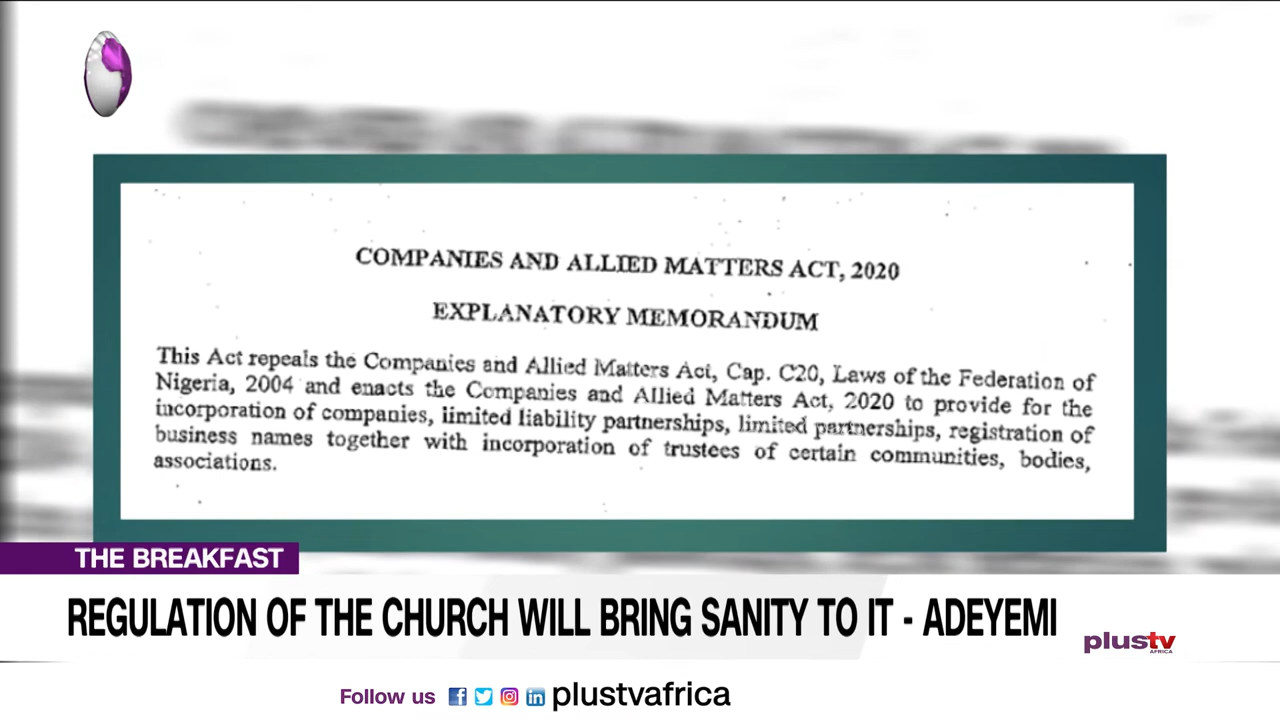 COMPANIES AND ALLIED MATTERS ACT, 2020
EXPLANATORY MEMORANDUM
This Act repeals the Companies and Allied Matters Act, Cap. C20, Laws of the Federation of
Nigeria, 2004 and enacts the Companies and Allied Matters Act, 2020 to provide for the
incorporation of companies, limited liability partnerships, limited partnerships, registration of
business names together with incorporation of trustees of certain communities, bodies,
associations.
THE BREAKFAST
REGULATION OF THE CHURCH WILL BRING SANITY TO IT - ADEYEMI
plustv
AFRICA
Follow us plustvafrica